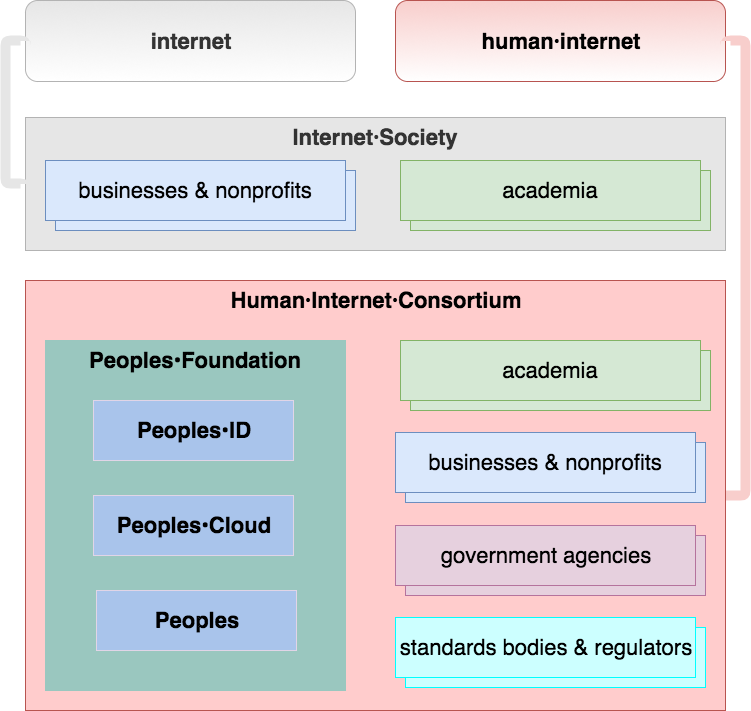 internet
human·internet
Internet·Society
businesses & nonprofits
academia
Human·Internet·Consortium
Peoples·Foundation
Peoples·ID
Peoples·Cloud
Peoples
academia
businesses & nonprofits
government agencies
standards bodies & regulators